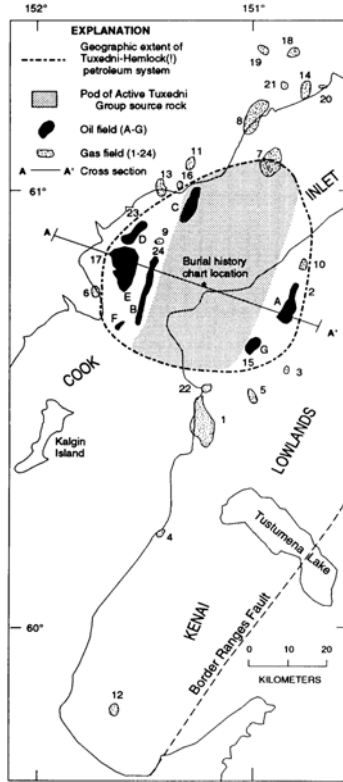 152°
151°
EXPLANATION
Geographic extent of
Tuxedni-Hemlock(!)
petroleum system
Pod of Active Tuxedni
Group source rock
Oil field (A-G)
Gas field (1-24)
A A' Cross section
18
19
21
14
20
8
11
7
13
16
61°
C
INLET
23
D
9
A
17
24
Burial history
chart location
10
6
E
B
A
2
F
A'
G
15
3
COOK
22
5
1
LOWLANDS
Kalgin
Island
Tustumena Lake
4
60°
KENAI
Border Ranges Fault
0 10 20
KILOMETERS
12